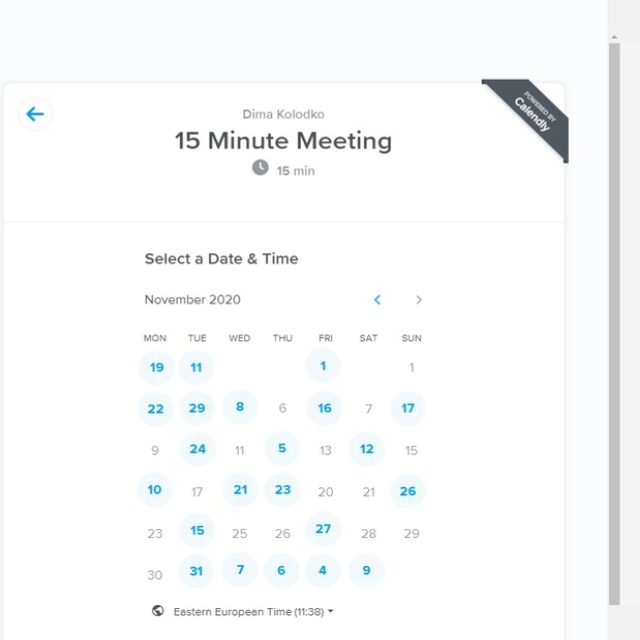 POWERED BY
Calendly
Dima Kolodko
15 Minute Meeting
15 min
Select a Date & Time
November 2020
MON TUE WED THU FRI SAT SUN
19 11 1 1
22 29 8 6 16 7 17
9 24 11 5 13 12 15
10 17 21 23 20 21 26
23 15 25 26 27 28 29
30 31 7 6 4 9
Eastern European Time (11:38)